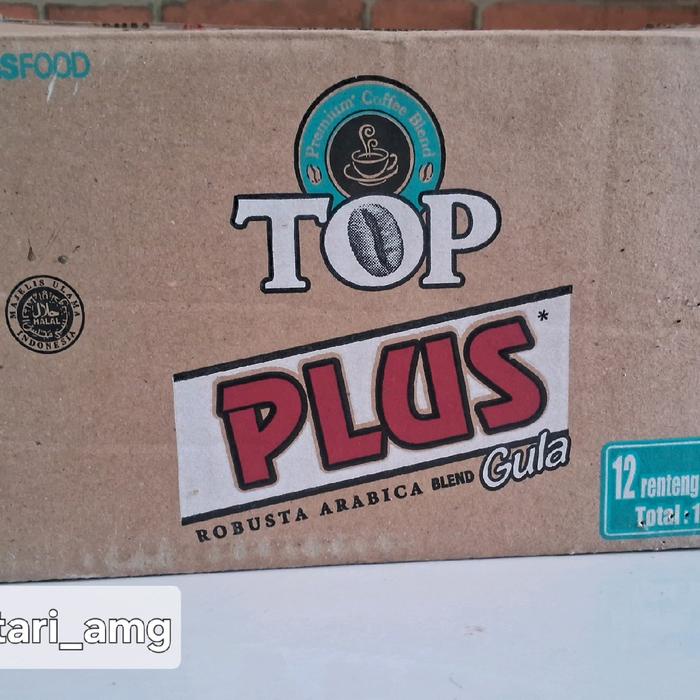 SFOOD
Premium Coffee Blend
TOP
MAJELIS ULAMA
حلال
HALAL
INDONESIA
PLUS*
Gula
ROBUSTA ARABICA BLEND
12 renteng
Total : 1
tari_amg